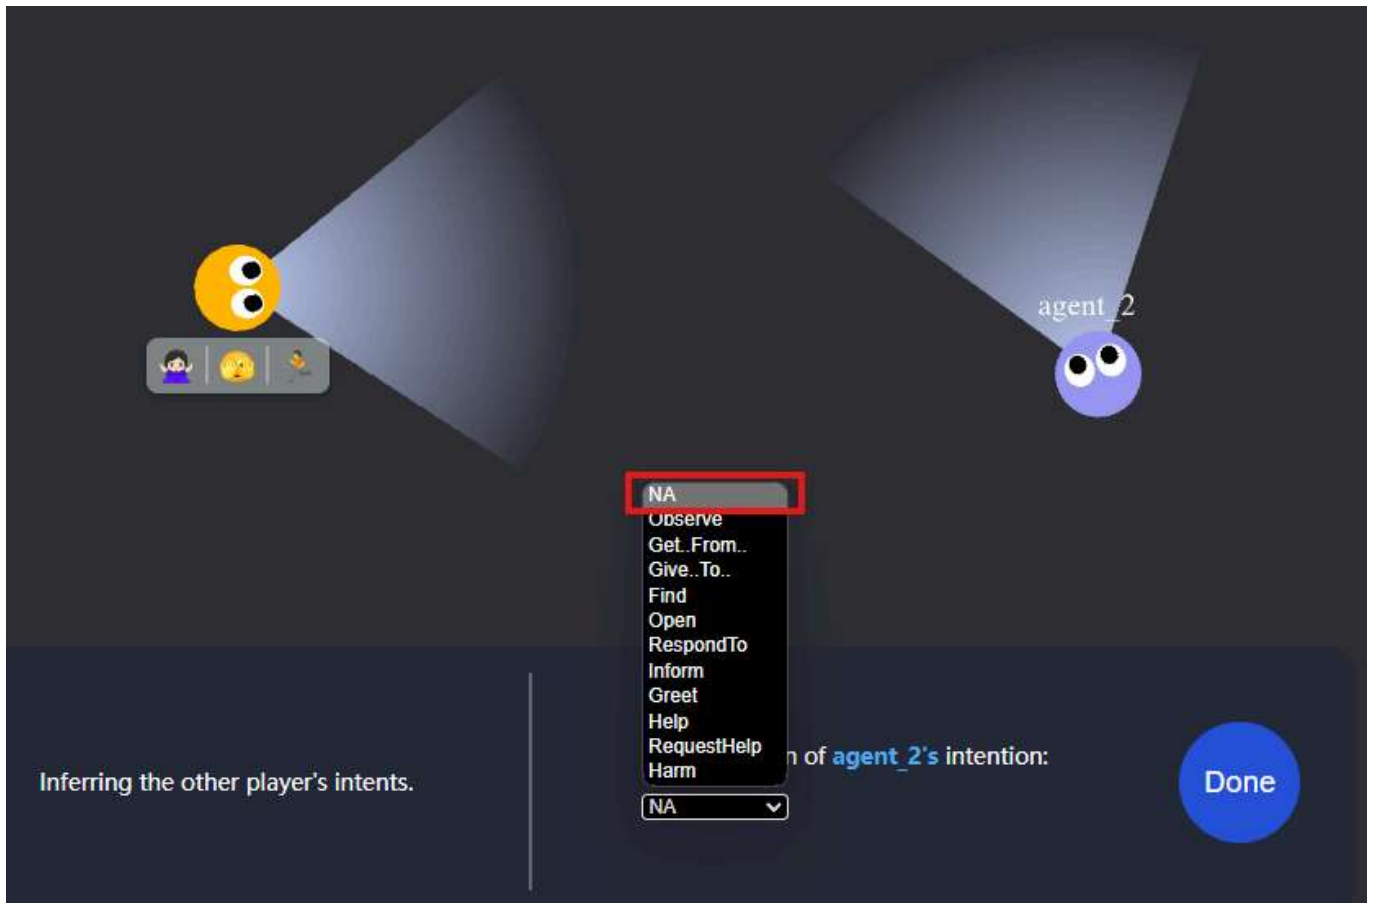 agent_2
NA
Observe
Get..From..
Give..To..
Find
Open
RespondTo
Inform
Greet
Help
RequestHelp
Harm
Inferring the other player's intents.
of agent_2's intention:
NA
Done